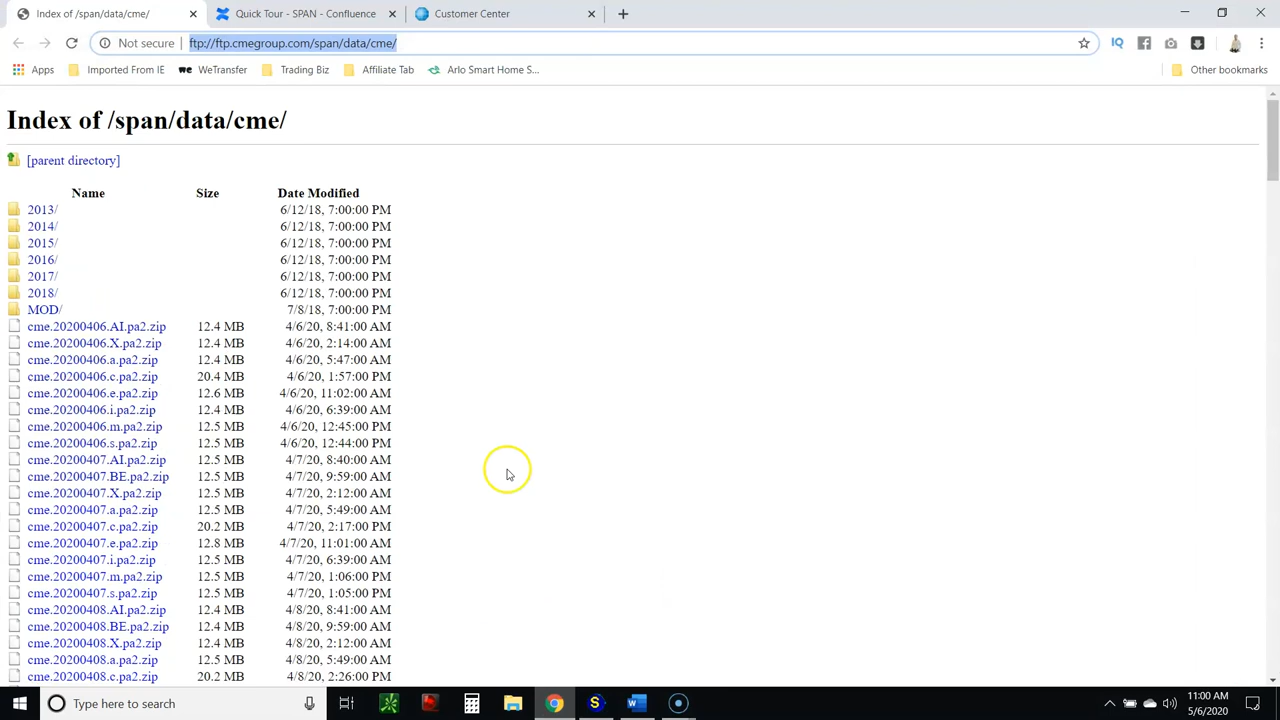 Index of /span/data/cme/
Quick Tour - SPAN - Confluence
Customer Center
Not secure
ftp://ftp.cmegroup.com/span/data/cme/
IQ
Apps
Imported From IE
we WeTransfer
Trading Biz
Affiliate Tab
Arlo Smart Home S...
Other bookmarks
Index of /span/data/cme/
[parent directory]
Name Size Date Modified
2013/ 6/12/18, 7:00:00 PM
2014/ 6/12/18, 7:00:00 PM
2015/ 6/12/18, 7:00:00 PM
2016/ 6/12/18, 7:00:00 PM
2017/ 6/12/18, 7:00:00 PM
2018/ 6/12/18, 7:00:00 PM
MOD/ 7/8/18, 7:00:00 PM
cme.20200406.AI.pa2.zip 12.4 MB 4/6/20, 8:41:00 AM
cme.20200406.X.pa2.zip 12.4 MB 4/6/20, 2:14:00 AM
cme.20200406.a.pa2.zip 12.4 MB 4/6/20, 5:47:00 AM
cme.20200406.c.pa2.zip 20.4 MB 4/6/20, 1:57:00 PM
cme.20200406.e.pa2.zip 12.6 MB 4/6/20, 11:02:00 AM
cme.20200406.i.pa2.zip 12.4 MB 4/6/20, 6:39:00 AM
cme.20200406.m.pa2.zip 12.5 MB 4/6/20, 12:45:00 PM
cme.20200406.s.pa2.zip 12.5 MB 4/6/20, 12:44:00 PM
cme.20200407.AI.pa2.zip 12.5 MB 4/7/20, 8:40:00 AM
cme.20200407.BE.pa2.zip 12.5 MB 4/7/20, 9:59:00 AM
cme.20200407.X.pa2.zip 12.5 MB 4/7/20, 2:12:00 AM
cme.20200407.a.pa2.zip 12.5 MB 4/7/20, 5:49:00 AM
cme.20200407.c.pa2.zip 20.2 MB 4/7/20, 2:17:00 PM
cme.20200407.e.pa2.zip 12.8 MB 4/7/20, 11:01:00 AM
cme.20200407.i.pa2.zip 12.5 MB 4/7/20, 6:39:00 AM
cme.20200407.m.pa2.zip 12.5 MB 4/7/20, 1:06:00 PM
cme.20200407.s.pa2.zip 12.5 MB 4/7/20, 1:05:00 PM
cme.20200408.AI.pa2.zip 12.4 MB 4/8/20, 8:41:00 AM
cme.20200408.BE.pa2.zip 12.4 MB 4/8/20, 9:59:00 AM
cme.20200408.X.pa2.zip 12.4 MB 4/8/20, 2:12:00 AM
cme.20200408.a.pa2.zip 12.5 MB 4/8/20, 5:49:00 AM
cme.20200408.c.pa2.zip 20.2 MB 4/8/20, 2:26:00 PM
Type here to search
11:00 AM
5/6/2020